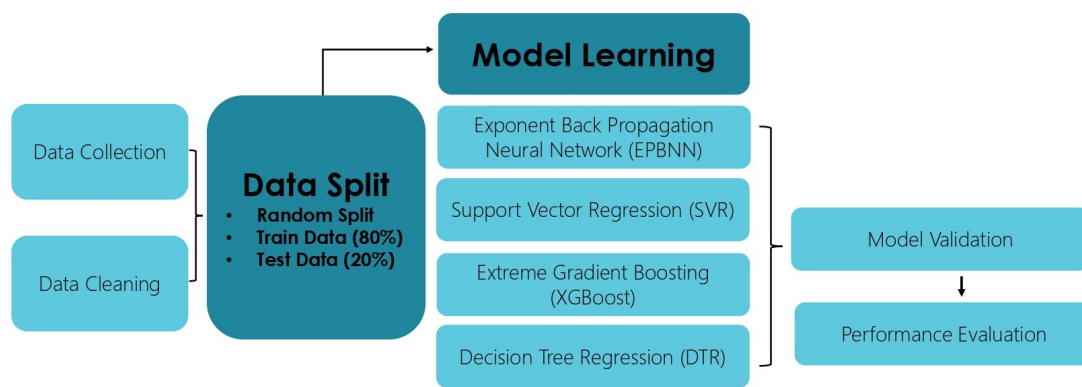 Data Collection
Data Cleaning
Data Split
• Random Split
• Train Data (80%)
• Test Data (20%)
Model Learning
Exponent Back Propagation
Neural Network (EPBNN)
Support Vector Regression (SVR)
Extreme Gradient Boosting
(XGBoost)
Decision Tree Regression (DTR)
Model Validation
Performance Evaluation